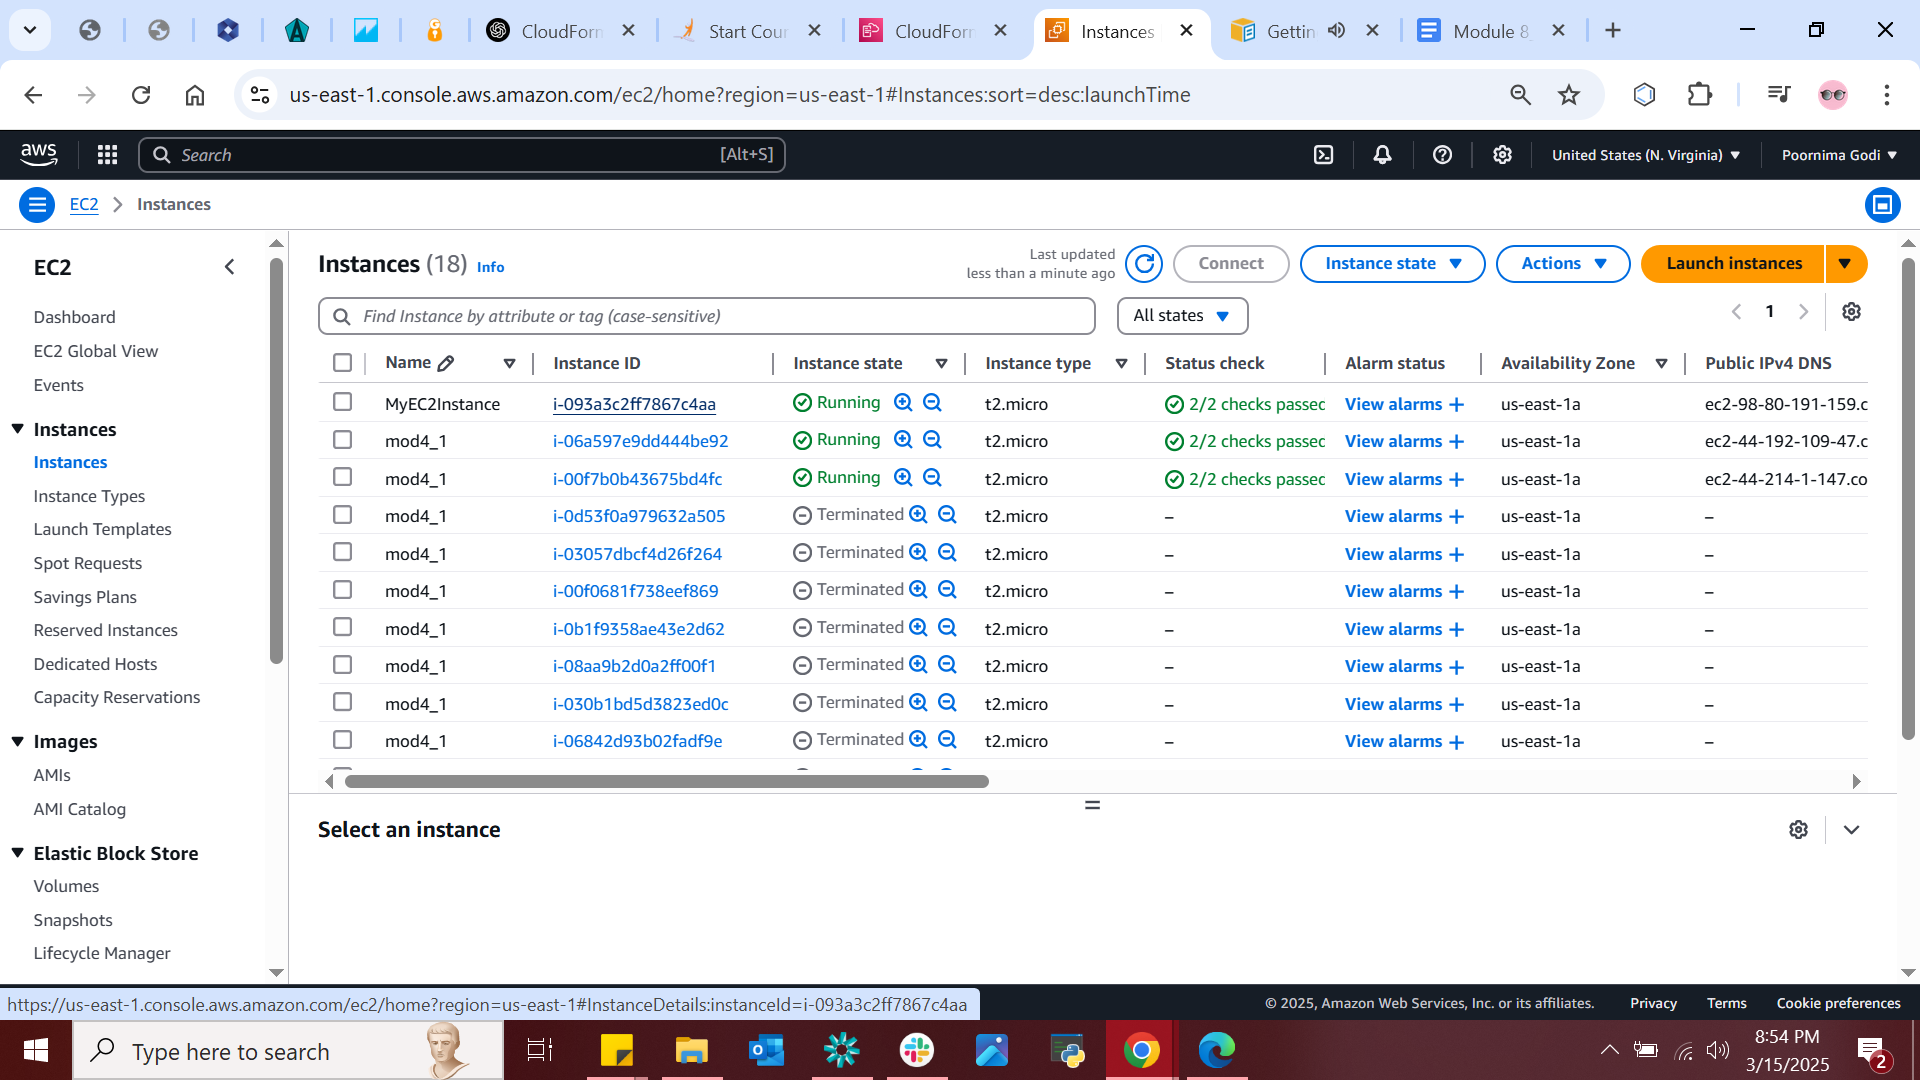 CloudForn
Start Cour
CloudForn
Instances
Gettin
Module 8_
us-east-1.console.aws.amazon.com/ec2/home?region=us-east-1#Instances:sort=desc:launchTime
aws
Search [Alt+S]
United States (N. Virginia)
Poornima Godi
EC2 > Instances
EC2
Dashboard
EC2 Global View
Events
Instances
Instances
Instance Types
Launch Templates
Spot Requests
Savings Plans
Reserved Instances
Dedicated Hosts
Capacity Reservations
Images
AMIs
AMI Catalog
Elastic Block Store
Volumes
Snapshots
Lifecycle Manager
Instances (18) Info
Last updated
less than a minute ago
Connect
Instance state
Actions
Launch instances
Find Instance by attribute or tag (case-sensitive)
All states
1
Name Instance ID Instance state Instance type Status check Alarm status Availability Zone Public IPv4 DNS
MyEC2Instance i-093a3c2ff7867c4aa Running t2.micro 2/2 checks passed View alarms + us-east-1a ec2-98-80-191-159.c
mod4_1 i-06a597e9dd444be92 Running t2.micro 2/2 checks passed View alarms + us-east-1a ec2-44-192-109-47.c
mod4_1 i-00f7b0b43675bd4fc Running t2.micro 2/2 checks passed View alarms + us-east-1a ec2-44-214-1-147.co
mod4_1 i-0d53f0a979632a505 Terminated t2.micro – View alarms + us-east-1a –
mod4_1 i-03057dbcf4d26f264 Terminated t2.micro – View alarms + us-east-1a –
mod4_1 i-00f0681f738eef869 Terminated t2.micro – View alarms + us-east-1a –
mod4_1 i-0b1f9358ae43e2d62 Terminated t2.micro – View alarms + us-east-1a –
mod4_1 i-08aa9b2d0a2ff00f1 Terminated t2.micro – View alarms + us-east-1a –
mod4_1 i-030b1bd5d3823ed0c Terminated t2.micro – View alarms + us-east-1a –
mod4_1 i-06842d93b02fadf9e Terminated t2.micro – View alarms + us-east-1a –
Select an instance
https://us-east-1.console.aws.amazon.com/ec2/home?region=us-east-1#InstanceDetails:instanceId=i-093a3c2ff7867c4aa
© 2025, Amazon Web Services, Inc. or its affiliates. Privacy Terms Cookie preferences
Type here to search
8:54 PM
3/15/2025
2